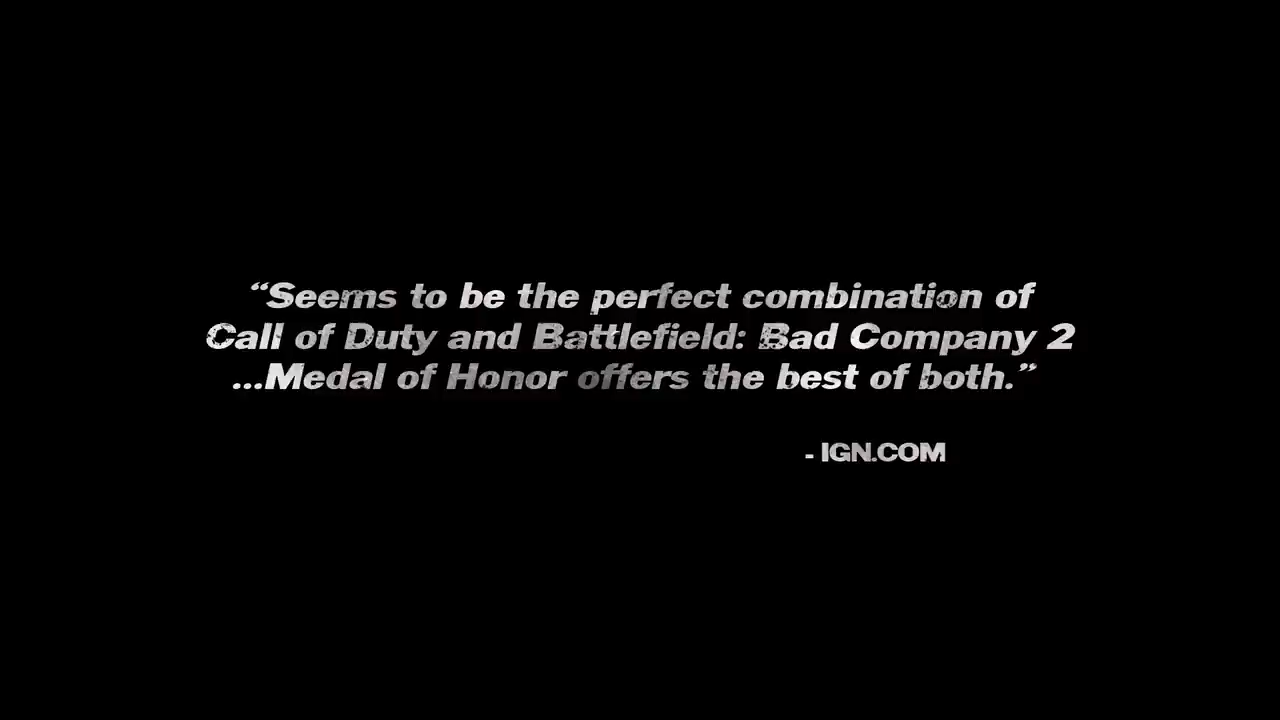 “Seems to be the perfect combination of
Call of Duty and Battlefield: Bad Company 2
...Medal of Honor offers the best of both.”
- IGN.COM